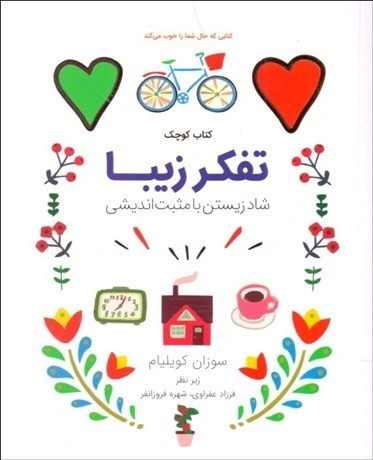 کتابی که حال شما را خوب می‌کند
کتاب کوچک
تفکر زیبا
شاد زیستن با مثبت‌اندیشی
سوزان کویلیام
زیر نظر
فرزاد عفراوی، شهره فروزانفر